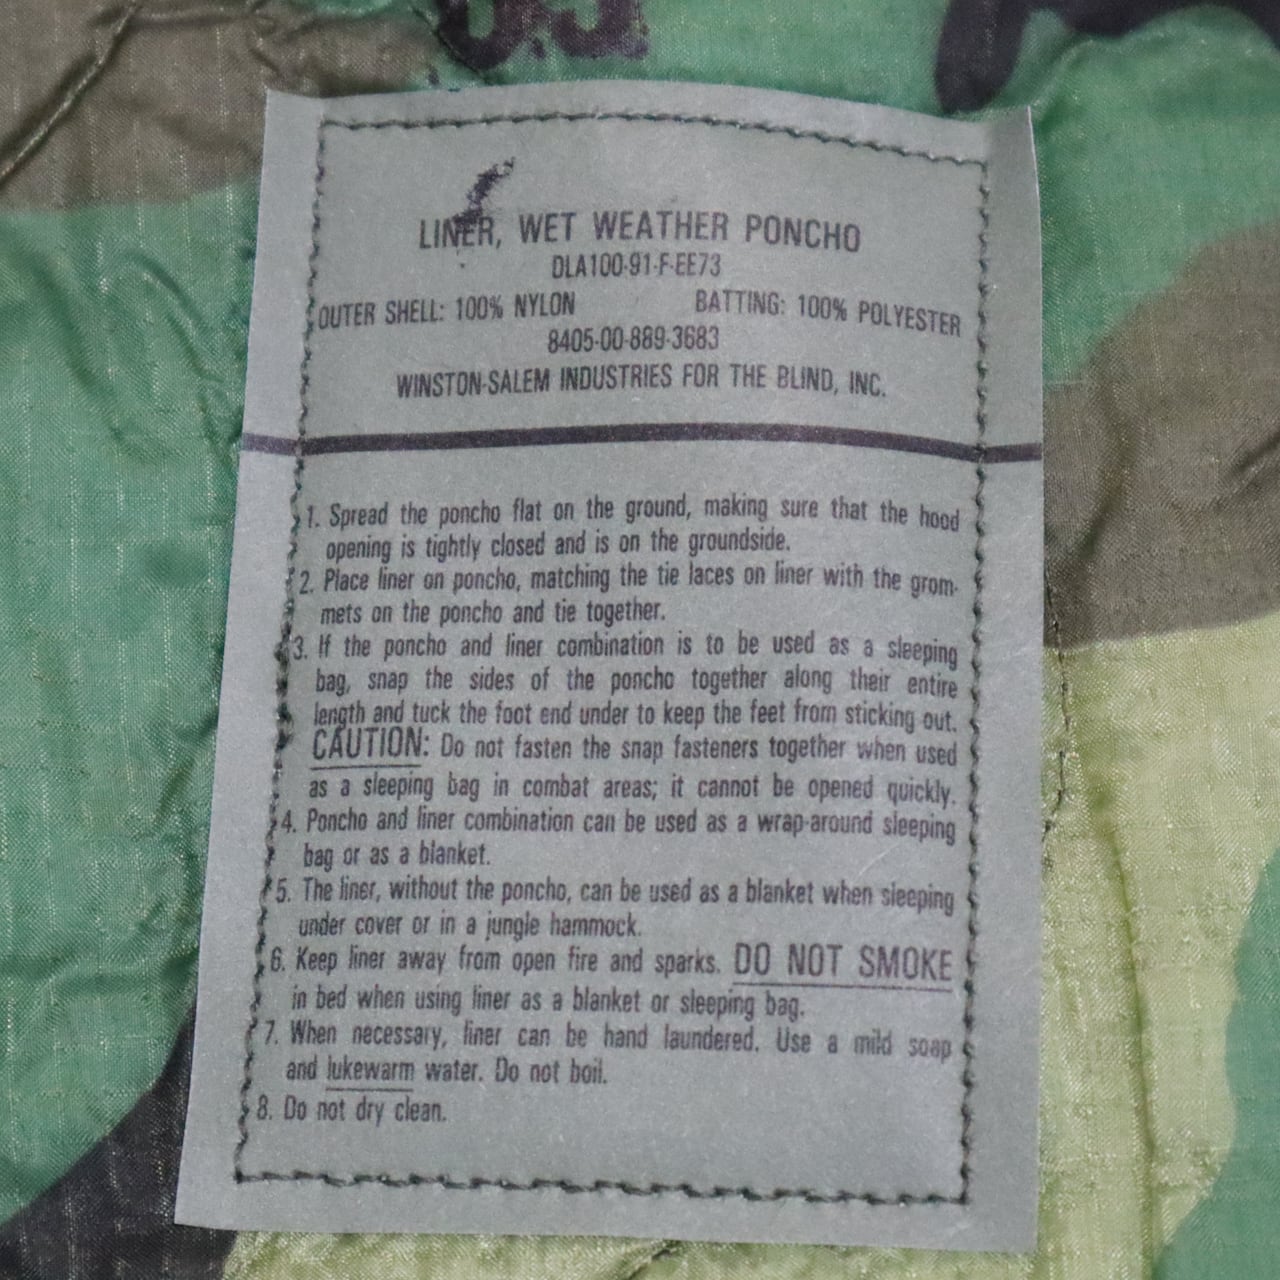 LINER, WET WEATHER PONCHO
DLA100-91-F-EE73
OUTER SHELL: 100% NYLON BATTING: 100% POLYESTER
8405-00-889-3683
WINSTON-SALEM INDUSTRIES FOR THE BLIND, INC.
1. Spread the poncho flat on the ground, making sure that the hood
opening is tightly closed and is on the groundside.
2. Place liner on poncho, matching the tie laces on liner with the grom-
mets on the poncho and tie together.
3. If the poncho and liner combination is to be used as a sleeping
bag, snap the sides of the poncho together along their entire
length and tuck the foot end under to keep the feet from sticking out.
CAUTION: Do not fasten the snap fasteners together when used
as a sleeping bag in combat areas; it cannot be opened quickly.
4. Poncho and liner combination can be used as a wrap-around sleeping
bag or as a blanket.
5. The liner, without the poncho, can be used as a blanket when sleeping
under cover or in a jungle hammock.
6. Keep liner away from open fire and sparks. DO NOT SMOKE
in bed when using liner as a blanket or sleeping bag.
7. When necessary, liner can be hand laundered. Use a mild soap
and lukewarm water. Do not boil.
8. Do not dry clean.